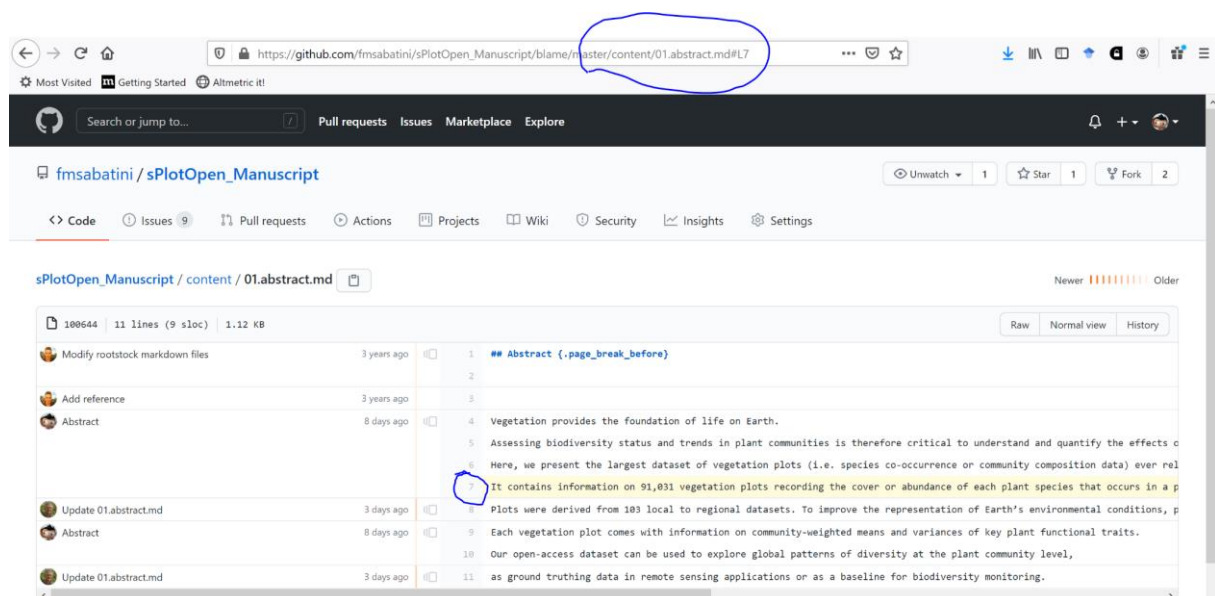 https://github.com/fmsabatini/sPlotOpen_Manuscript/blame/master/content/01.abstract.md#L7
Most Visited Getting Started Altmetric it!
Search or jump to... / Pull requests Issues Marketplace Explore
fmsabatini / sPlotOpen_Manuscript Unwatch 1 Star 1 Fork 2
<> Code Issues 9 Pull requests Actions Projects Wiki Security Insights Settings
sPlotOpen_Manuscript / content / 01.abstract.md Newer Older
100644 11 lines (9 sloc) 1.12 KB Raw Normal view History
Modify rootstock markdown files 3 years ago 1 ## Abstract {.page_break_before}
2
Add reference 3 years ago 3
Abstract 8 days ago 4 Vegetation provides the foundation of life on Earth.
5 Assessing biodiversity status and trends in plant communities is therefore critical to understand and quantify the effects
6 Here, we present the largest dataset of vegetation plots (i.e. species co-occurrence or community composition data) ever rel
7 It contains information on 91,031 vegetation plots recording the cover or abundance of each plant species that occurs in a p
Update 01.abstract.md 3 days ago 8 Plots were derived from 103 local to regional datasets. To improve the representation of Earth's environmental conditions, p
Abstract 8 days ago 9 Each vegetation plot comes with information on community-weighted means and variances of key plant functional traits.
10 Our open-access dataset can be used to explore global patterns of diversity at the plant community level,
Update 01.abstract.md 3 days ago 11 as ground truthing data in remote sensing applications or as a baseline for biodiversity monitoring.